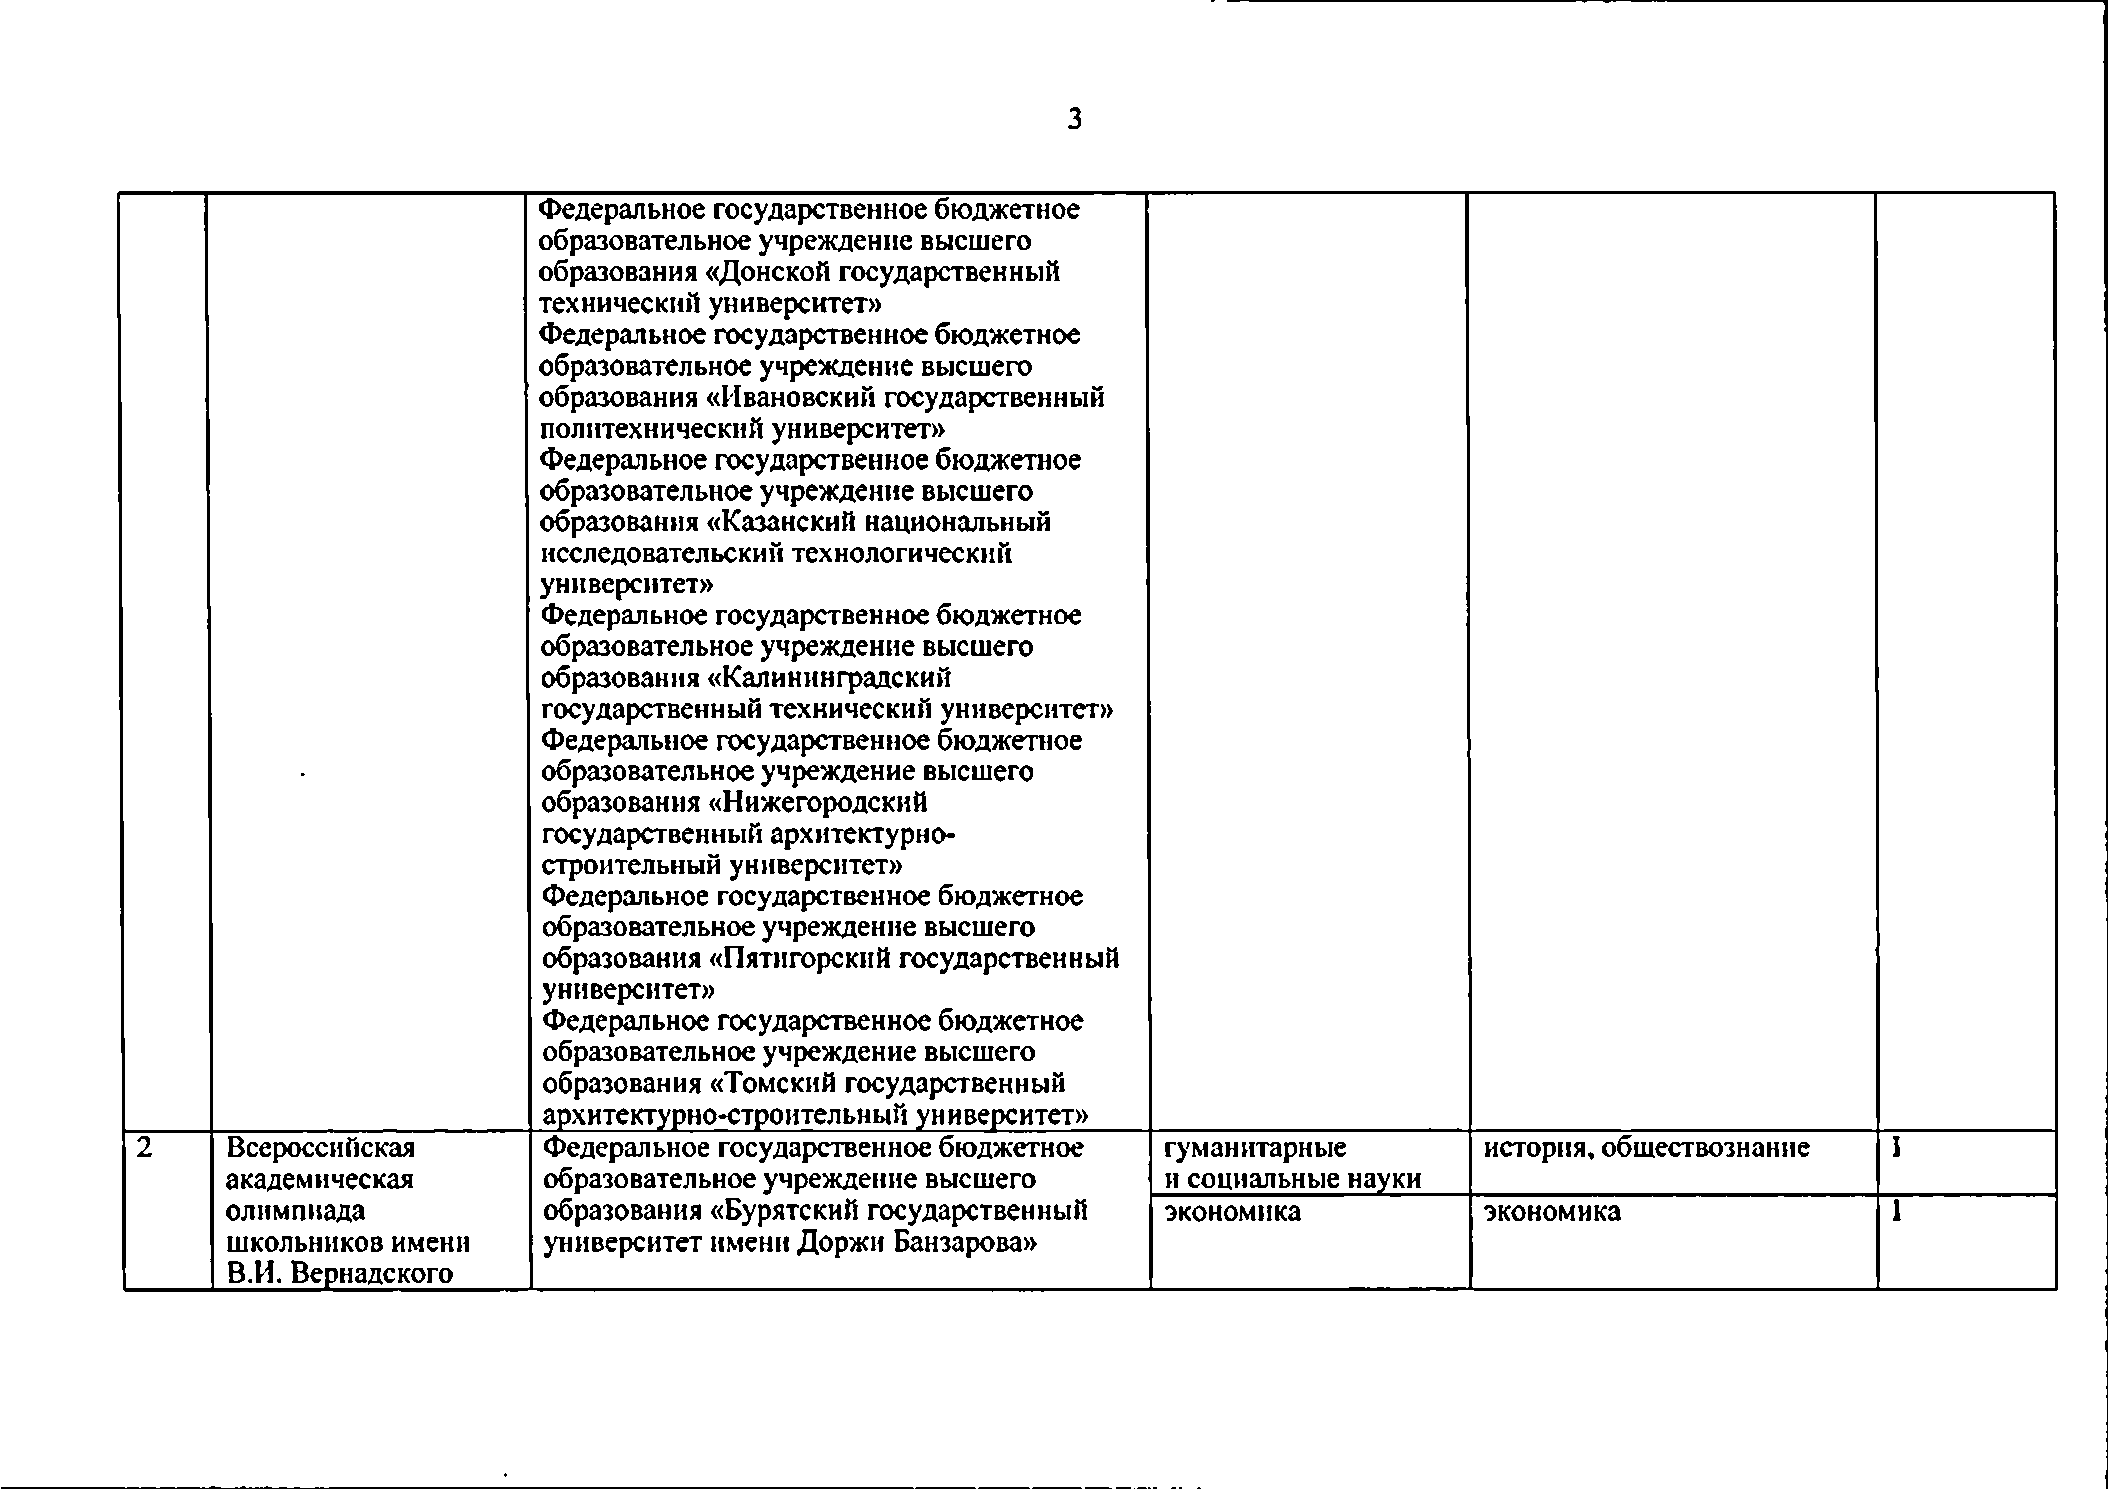 3
Федеральное государственное бюджетное
образовательное учреждение высшего
образования «Донской государственный
технический университет»
Федеральное государственное бюджетное
образовательное учреждение высшего
образования «Ивановский государственный
политехнический университет»
Федеральное государственное бюджетное
образовательное учреждение высшего
образования «Казанский национальный
исследовательский технологический
университет»
Федеральное государственное бюджетное
образовательное учреждение высшего
образования «Калининградский
государственный технический университет»
Федеральное государственное бюджетное
образовательное учреждение высшего
образования «Нижегородский
государственный архитектурно-
строительный университет»
Федеральное государственное бюджетное
образовательное учреждение высшего
образования «Пятигорский государственный
университет»
Федеральное государственное бюджетное
образовательное учреждение высшего
образования «Томский государственный
архитектурно-строительный университет»
2
Всероссийская
академическая
олимпиада
школьников имени
В.И. Вернадского
Федеральное государственное бюджетное
образовательное учреждение высшего
образования «Бурятский государственный
университет имени Доржи Банзарова»
гуманитарные
и социальные науки
история, обществознание
1
экономика
экономика
1